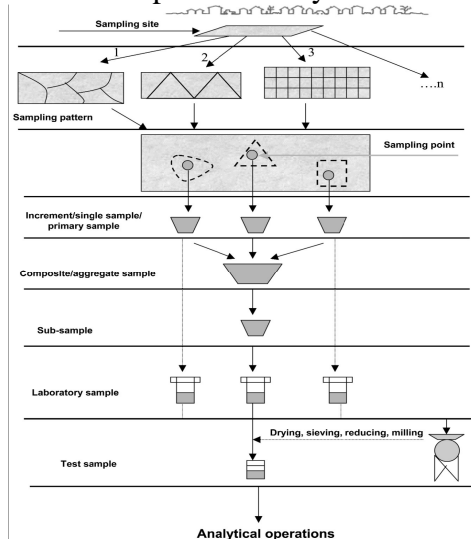 Sampling site
1
2
3
….n
Sampling pattern
Sampling point
Increment/single sample/
primary sample
Composite/aggregate sample
Sub-sample
Laboratory sample
Drying, sieving, reducing, milling
Test sample
Analytical operations